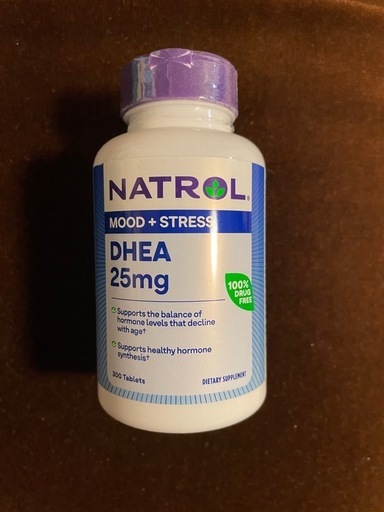 NATROL®
MOOD + STRESS
DHEA
25mg
100%
DRUG
FREE
Supports the balance of
hormone levels that decline
with age†
Supports healthy hormone
synthesis†
300 Tablets
DIETARY SUPPLEMENT